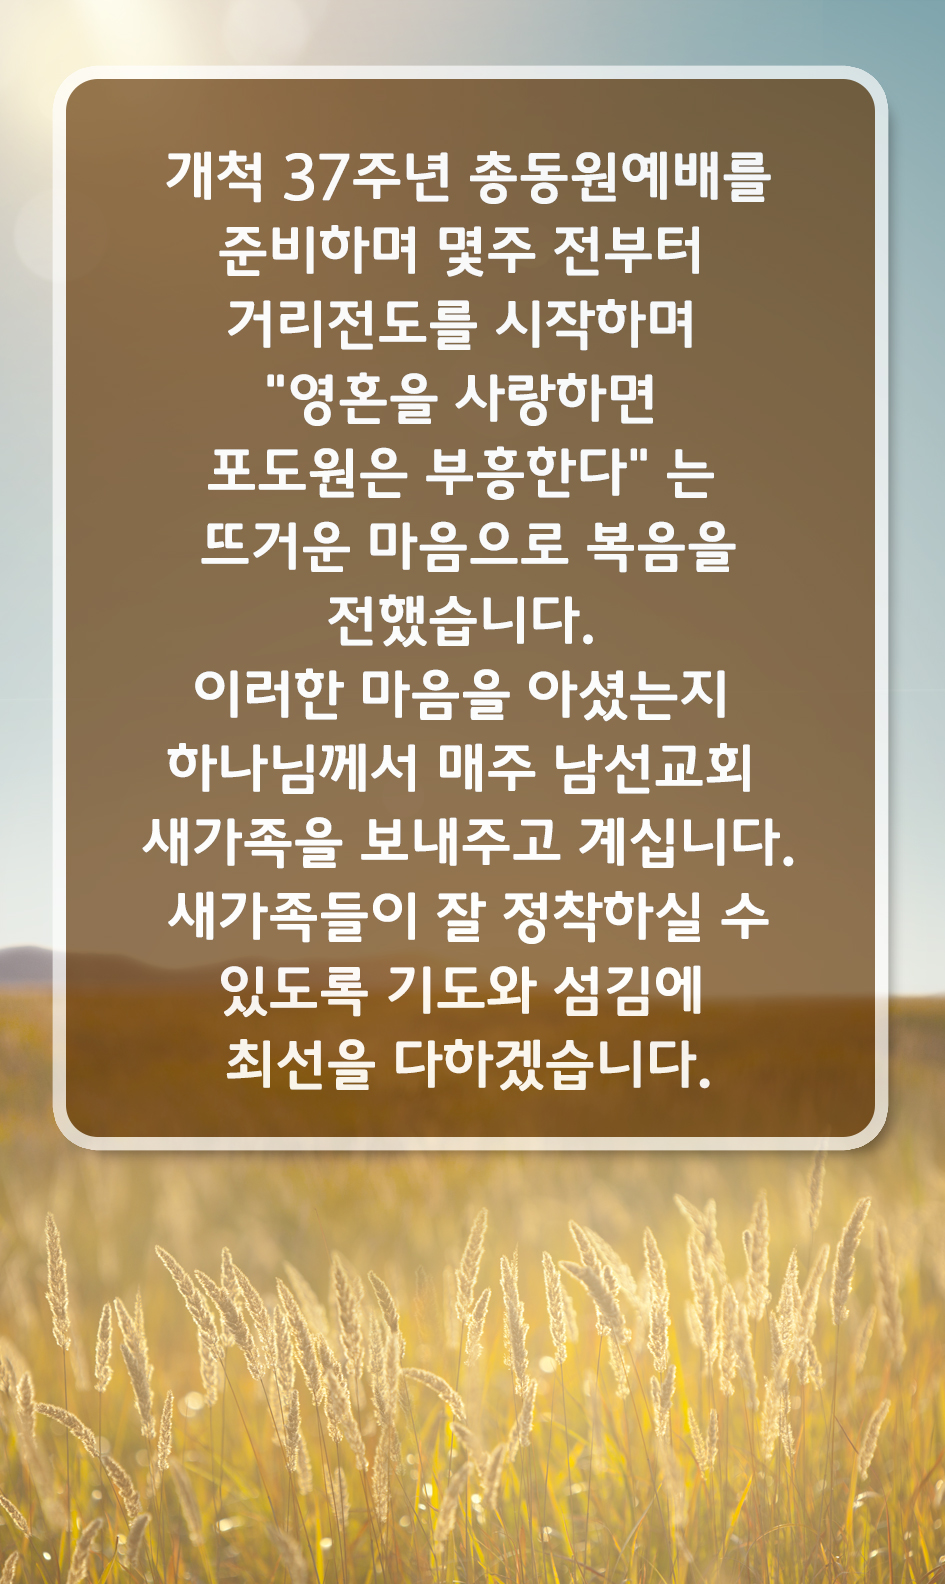 개척 37주년 총동원예배를
준비하며 몇주 전부터
거리전도를 시작하며
"영혼을 사랑하면
포도원은 부흥한다" 는
뜨거운 마음으로 복음을
전했습니다.
이러한 마음을 아셨는지
하나님께서 매주 남선교회
새가족을 보내주고 계십니다.
새가족들이 잘 정착하실 수
있도록 기도와 섬김에
최선을 다하겠습니다.